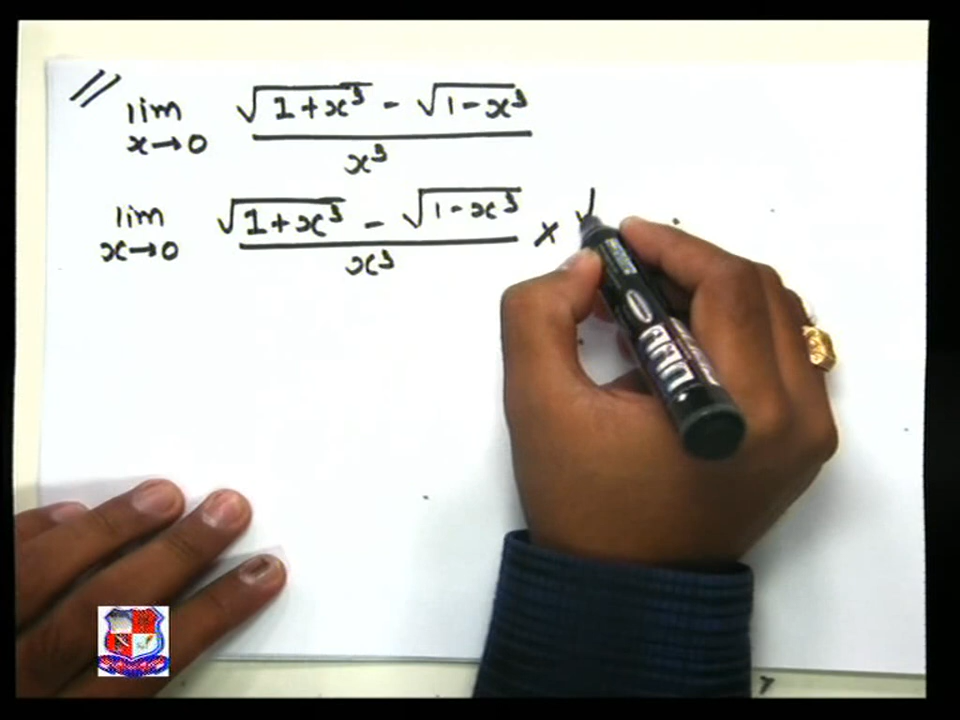 // lim x→0 (√(1+x³) - √(1-x³)) / x³
lim x→0 (√(1+x³) - √(1-x³)) / x³ × √